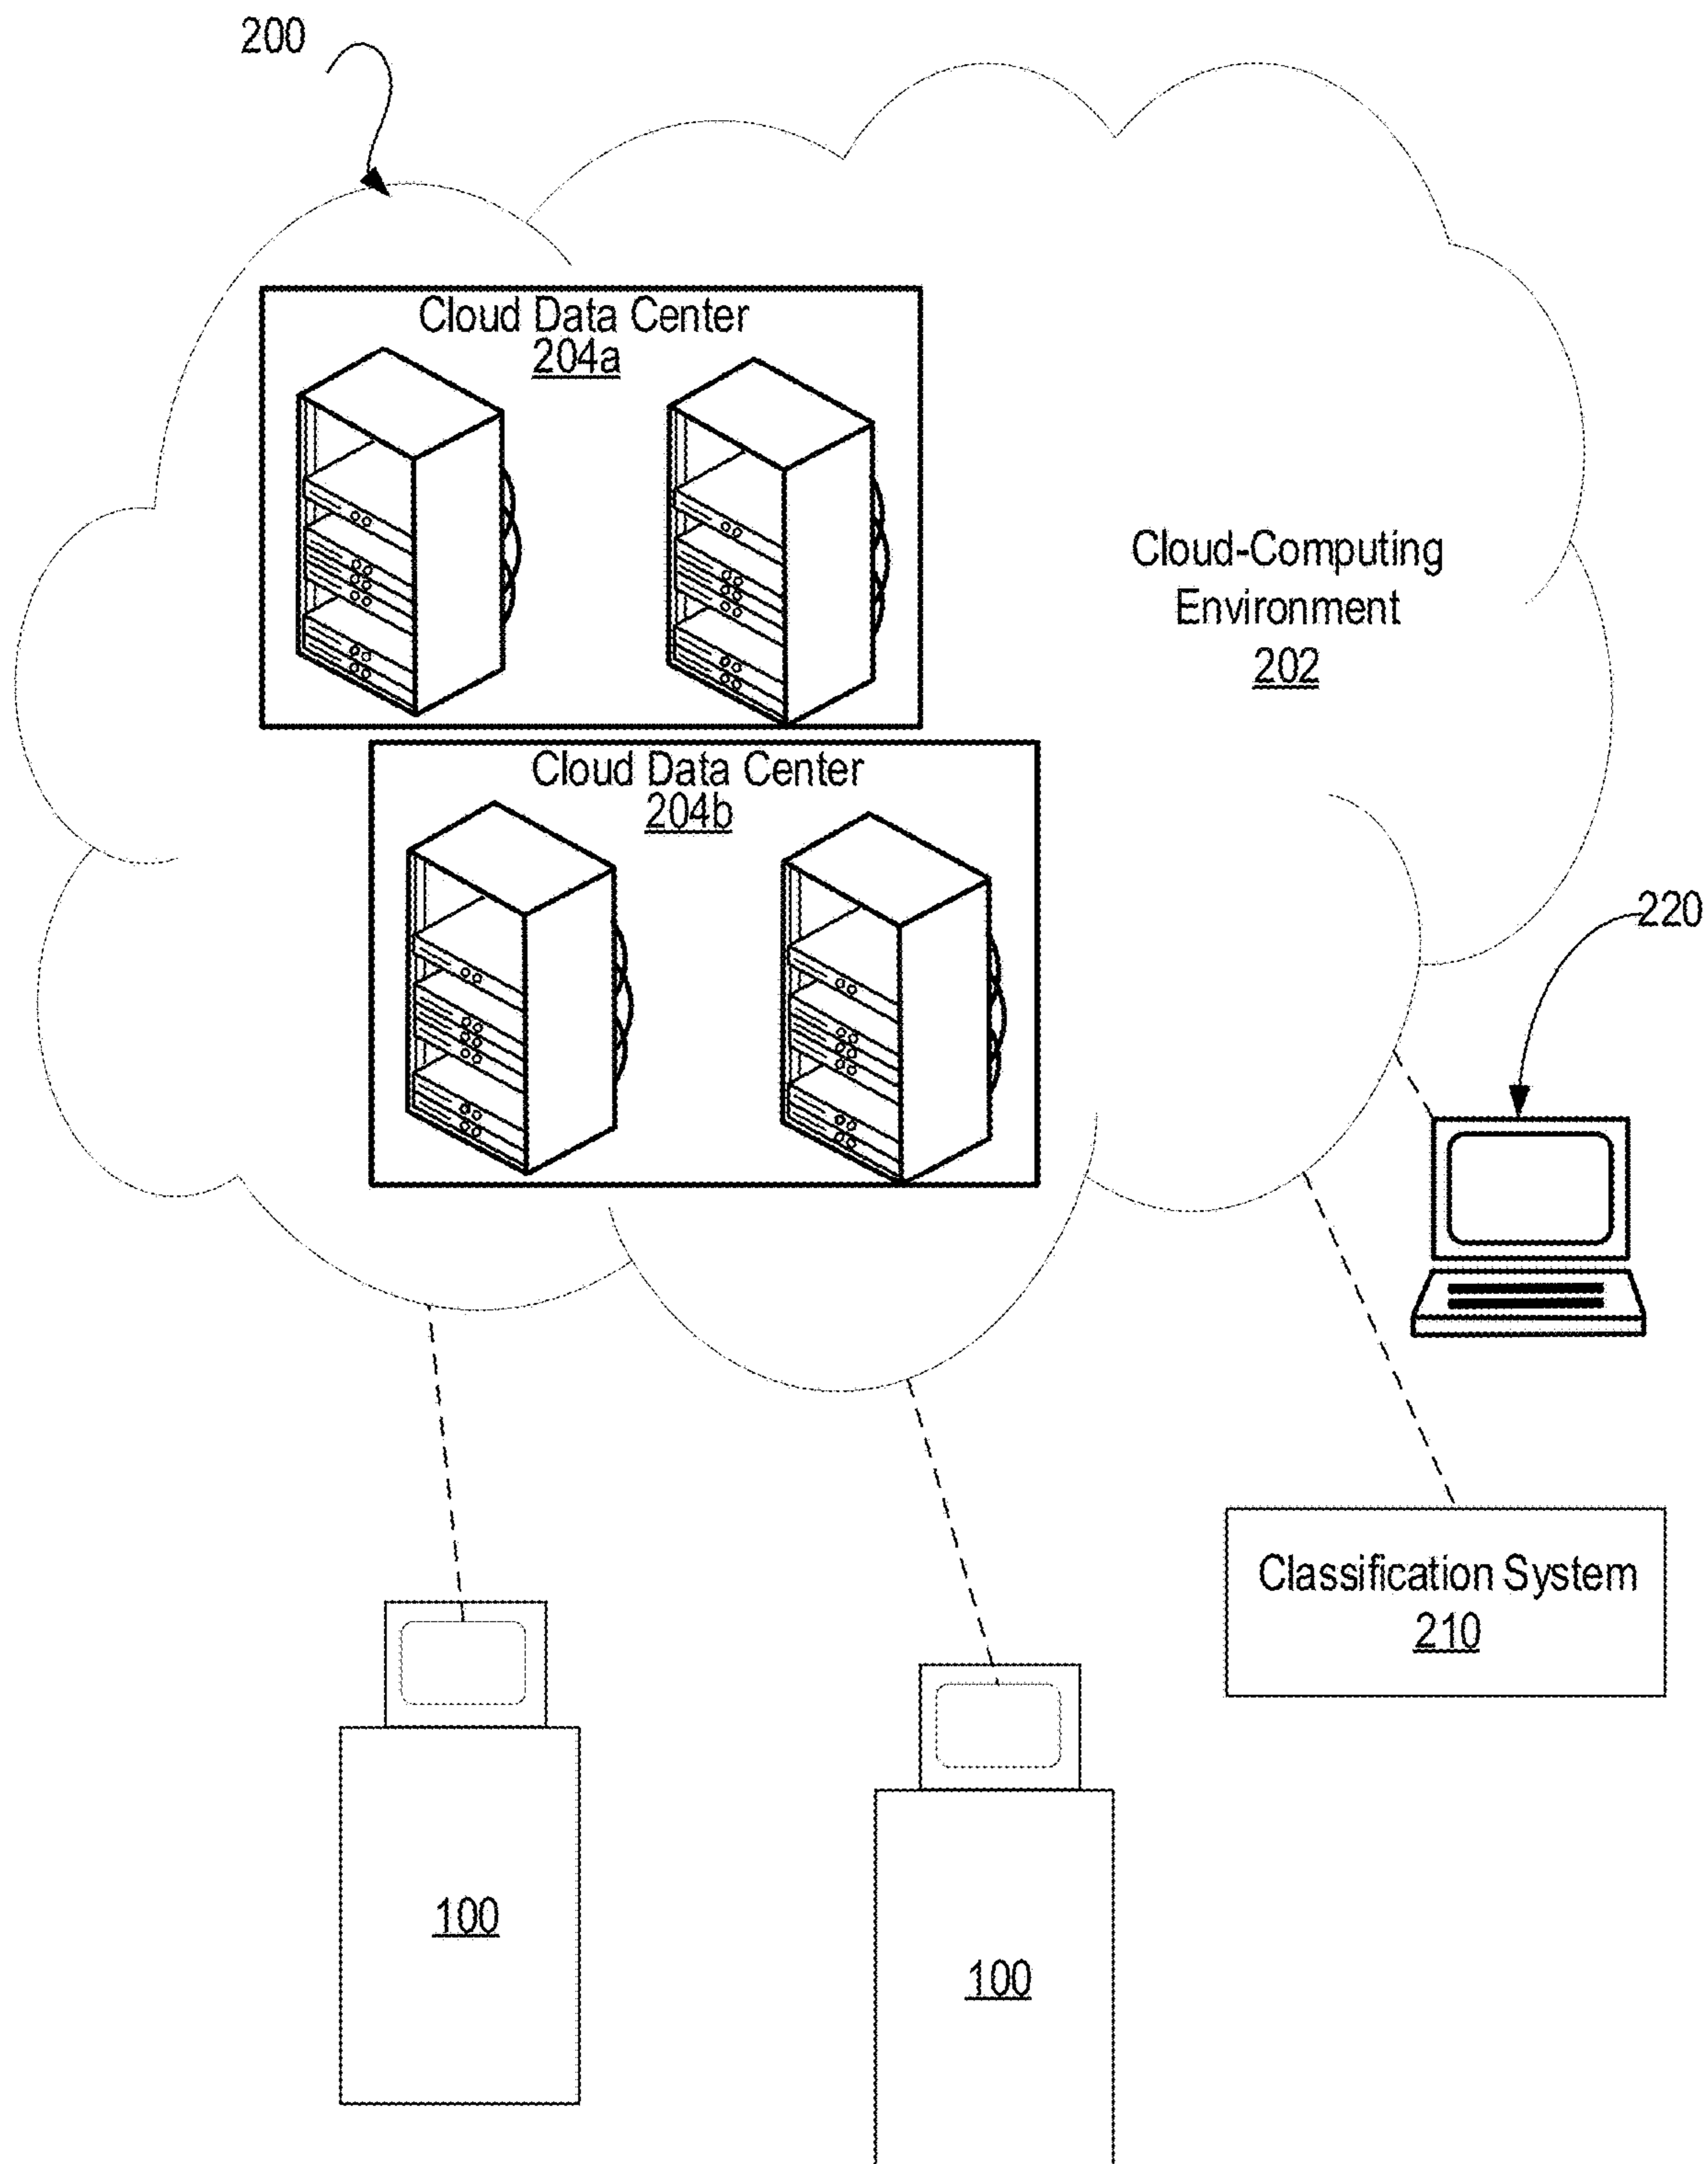 200
Cloud Data Center
204a
Cloud-Computing
Environment
202
Cloud Data Center
204b
220
Classification System
210
100
100